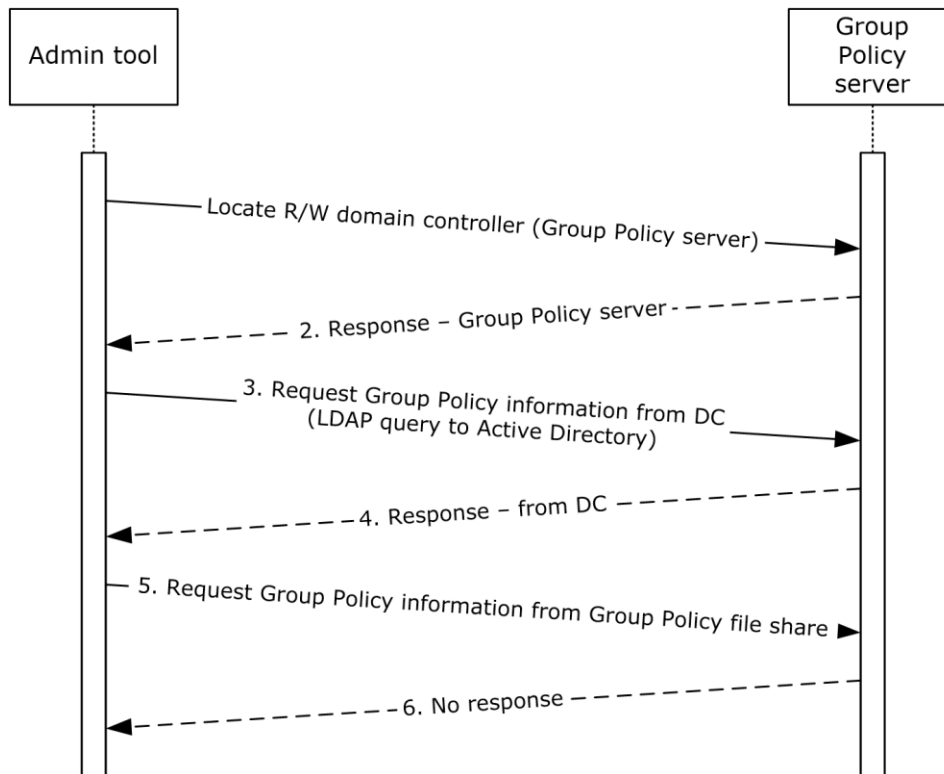 Admin tool
Group
Policy
server
Locate R/W domain controller (Group Policy server)
2. Response – Group Policy server
3. Request Group Policy information from DC
(LDAP query to Active Directory)
4. Response – from DC
5. Request Group Policy information from Group Policy file share
6. No response